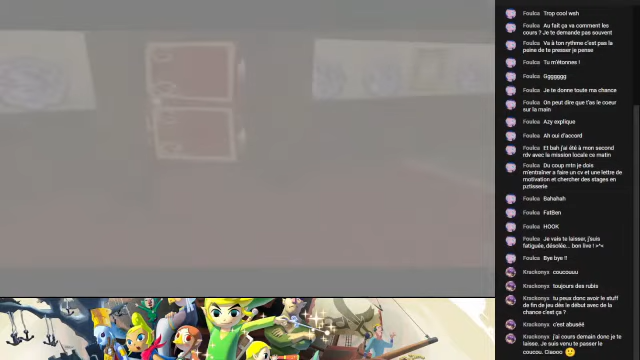 Foulca Trop cool wsh
Foulca Au fait ça va comment les
cours ? Je te demande pas souvent
Foulca Va à ton rythme c'est pas la
peine de te presser je pense
Foulca Tu m'étonnes !
Foulca Ggggggg
Foulca Je te donne toute ma chance
Foulca On peut dire que t'as le coeur
sur la main
Foulca Azy explique
Foulca Ah oui d'accord
Foulca Et bah j'ai été à mon second
rdv avec la mission locale ce matin
Foulca Du coup mtn je dois
m'entraîner a faire un cv et une lettre de
motivation et chercher des stages en
pztisserie
Foulca Bahahah
Foulca FatBen
Foulca HOOK
Foulca Je vais te laisser, j'suis
fatiguée, désolée... bon live ! >^<
Foulca Bye bye !!
Krackonyx coucouuu
Krackonyx toujours des rubis
Krackonyx tu peux donc avoir le stuff
de fin de jeu dès le début avec de la
chance c'est ça ?
Krackonyx c'est abuséé
Krackonyx j'ai cours demain donc je te
laisse. Je suis venu te passer le
coucou. Ciaooo